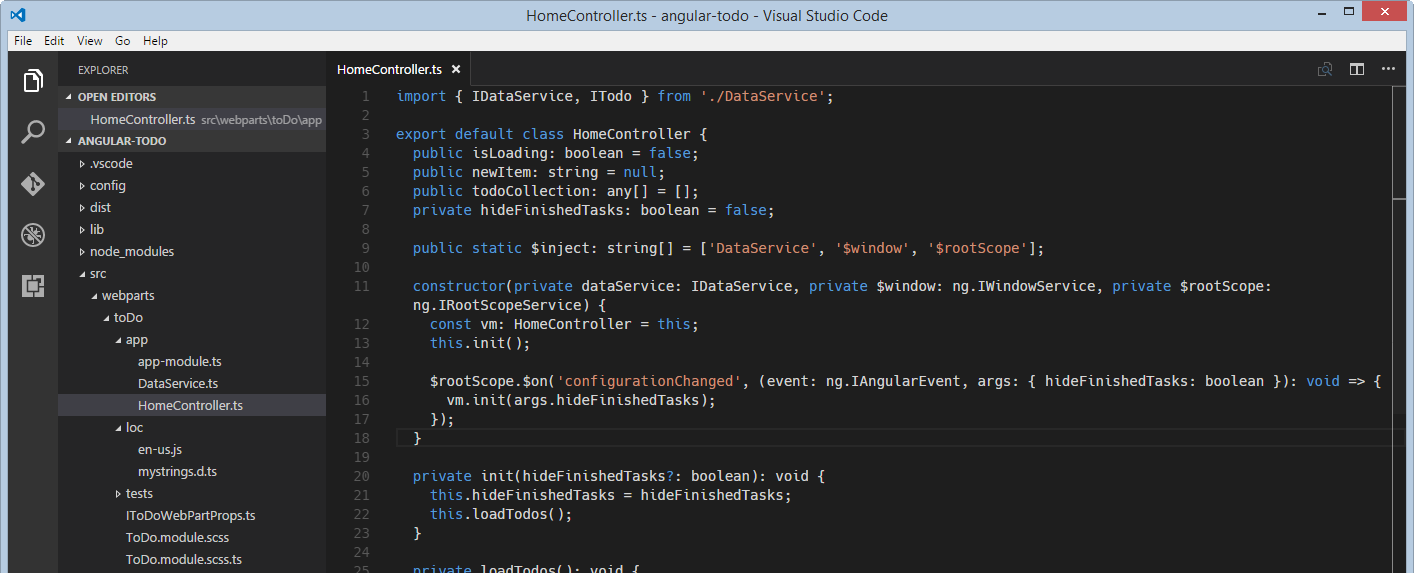 HomeController.ts - angular-todo - Visual Studio Code
File Edit View Go Help
EXPLORER
OPEN EDITORS
HomeController.ts src\webparts\toDo\app
ANGULAR-TODO
.vscode
config
dist
lib
node_modules
src
webparts
toDo
app
app-module.ts
DataService.ts
HomeController.ts
loc
en-us.js
mystrings.d.ts
tests
IToDoWebPartProps.ts
ToDo.module.scss
ToDo.module.scss.ts
HomeController.ts
1 import { IDataService, ITodo } from './DataService';
2
3 export default class HomeController {
4 public isLoading: boolean = false;
5 public newItem: string = null;
6 public todoCollection: any[] = [];
7 private hideFinishedTasks: boolean = false;
8
9 public static $inject: string[] = ['DataService', '$window', '$rootScope'];
10
11 constructor(private dataService: IDataService, private $window: ng.IWindowService, private $rootScope:
ng.IRootScopeService) {
12 const vm: HomeController = this;
13 this.init();
14
15 $rootScope.$on('configurationChanged', (event: ng.IAngularEvent, args: { hideFinishedTasks: boolean }): void => {
16 vm.init(args.hideFinishedTasks);
17 });
18 }
19
20 private init(hideFinishedTasks?: boolean): void {
21 this.hideFinishedTasks = hideFinishedTasks;
22 this.loadTodos();
23 }
24
25 private loadTodos(): void {